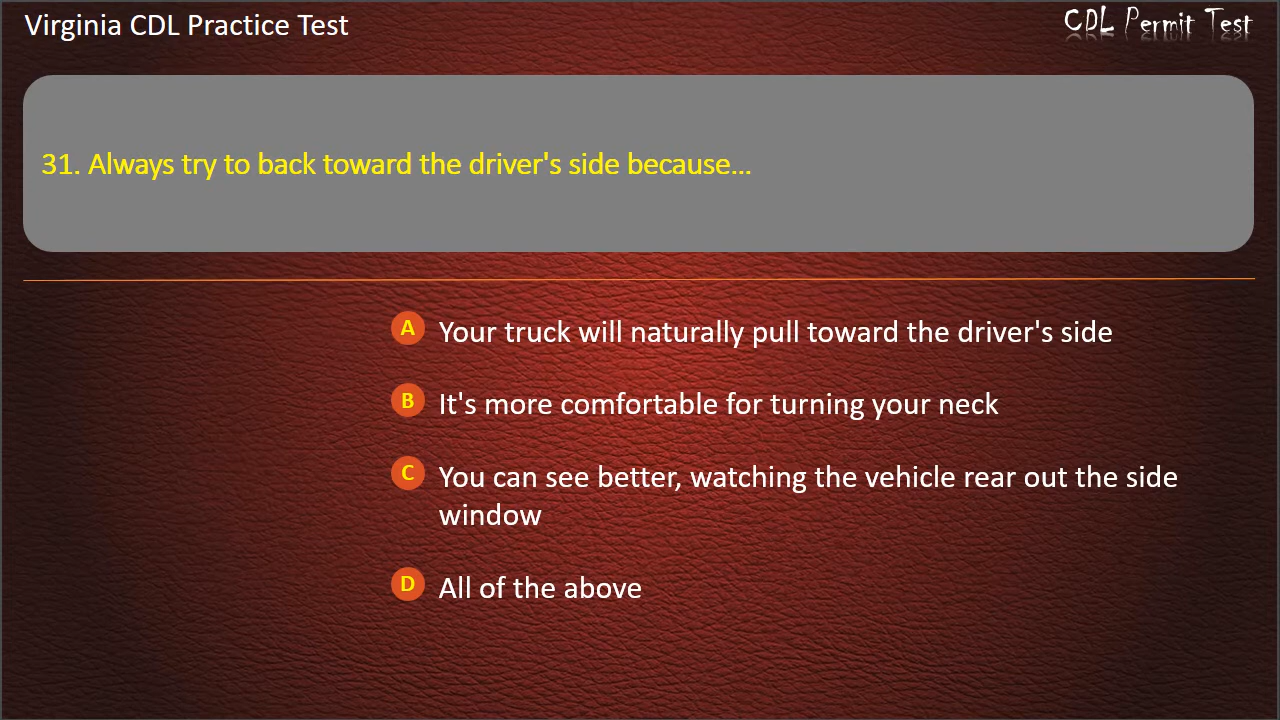 Virginia CDL Practice Test
CDL Permit Test
31. Always try to back toward the driver's side because...
A Your truck will naturally pull toward the driver's side
B It's more comfortable for turning your neck
C You can see better, watching the vehicle rear out the side
window
D All of the above